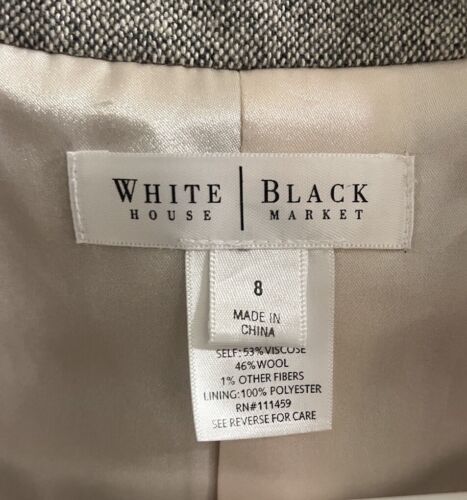 WHITE | BLACK
HOUSE | MARKET
8
MADE IN
CHINA
SELF: 53% VISCOSE
46% WOOL
1% OTHER FIBERS
LINING: 100% POLYESTER
RN#111459
SEE REVERSE FOR CARE